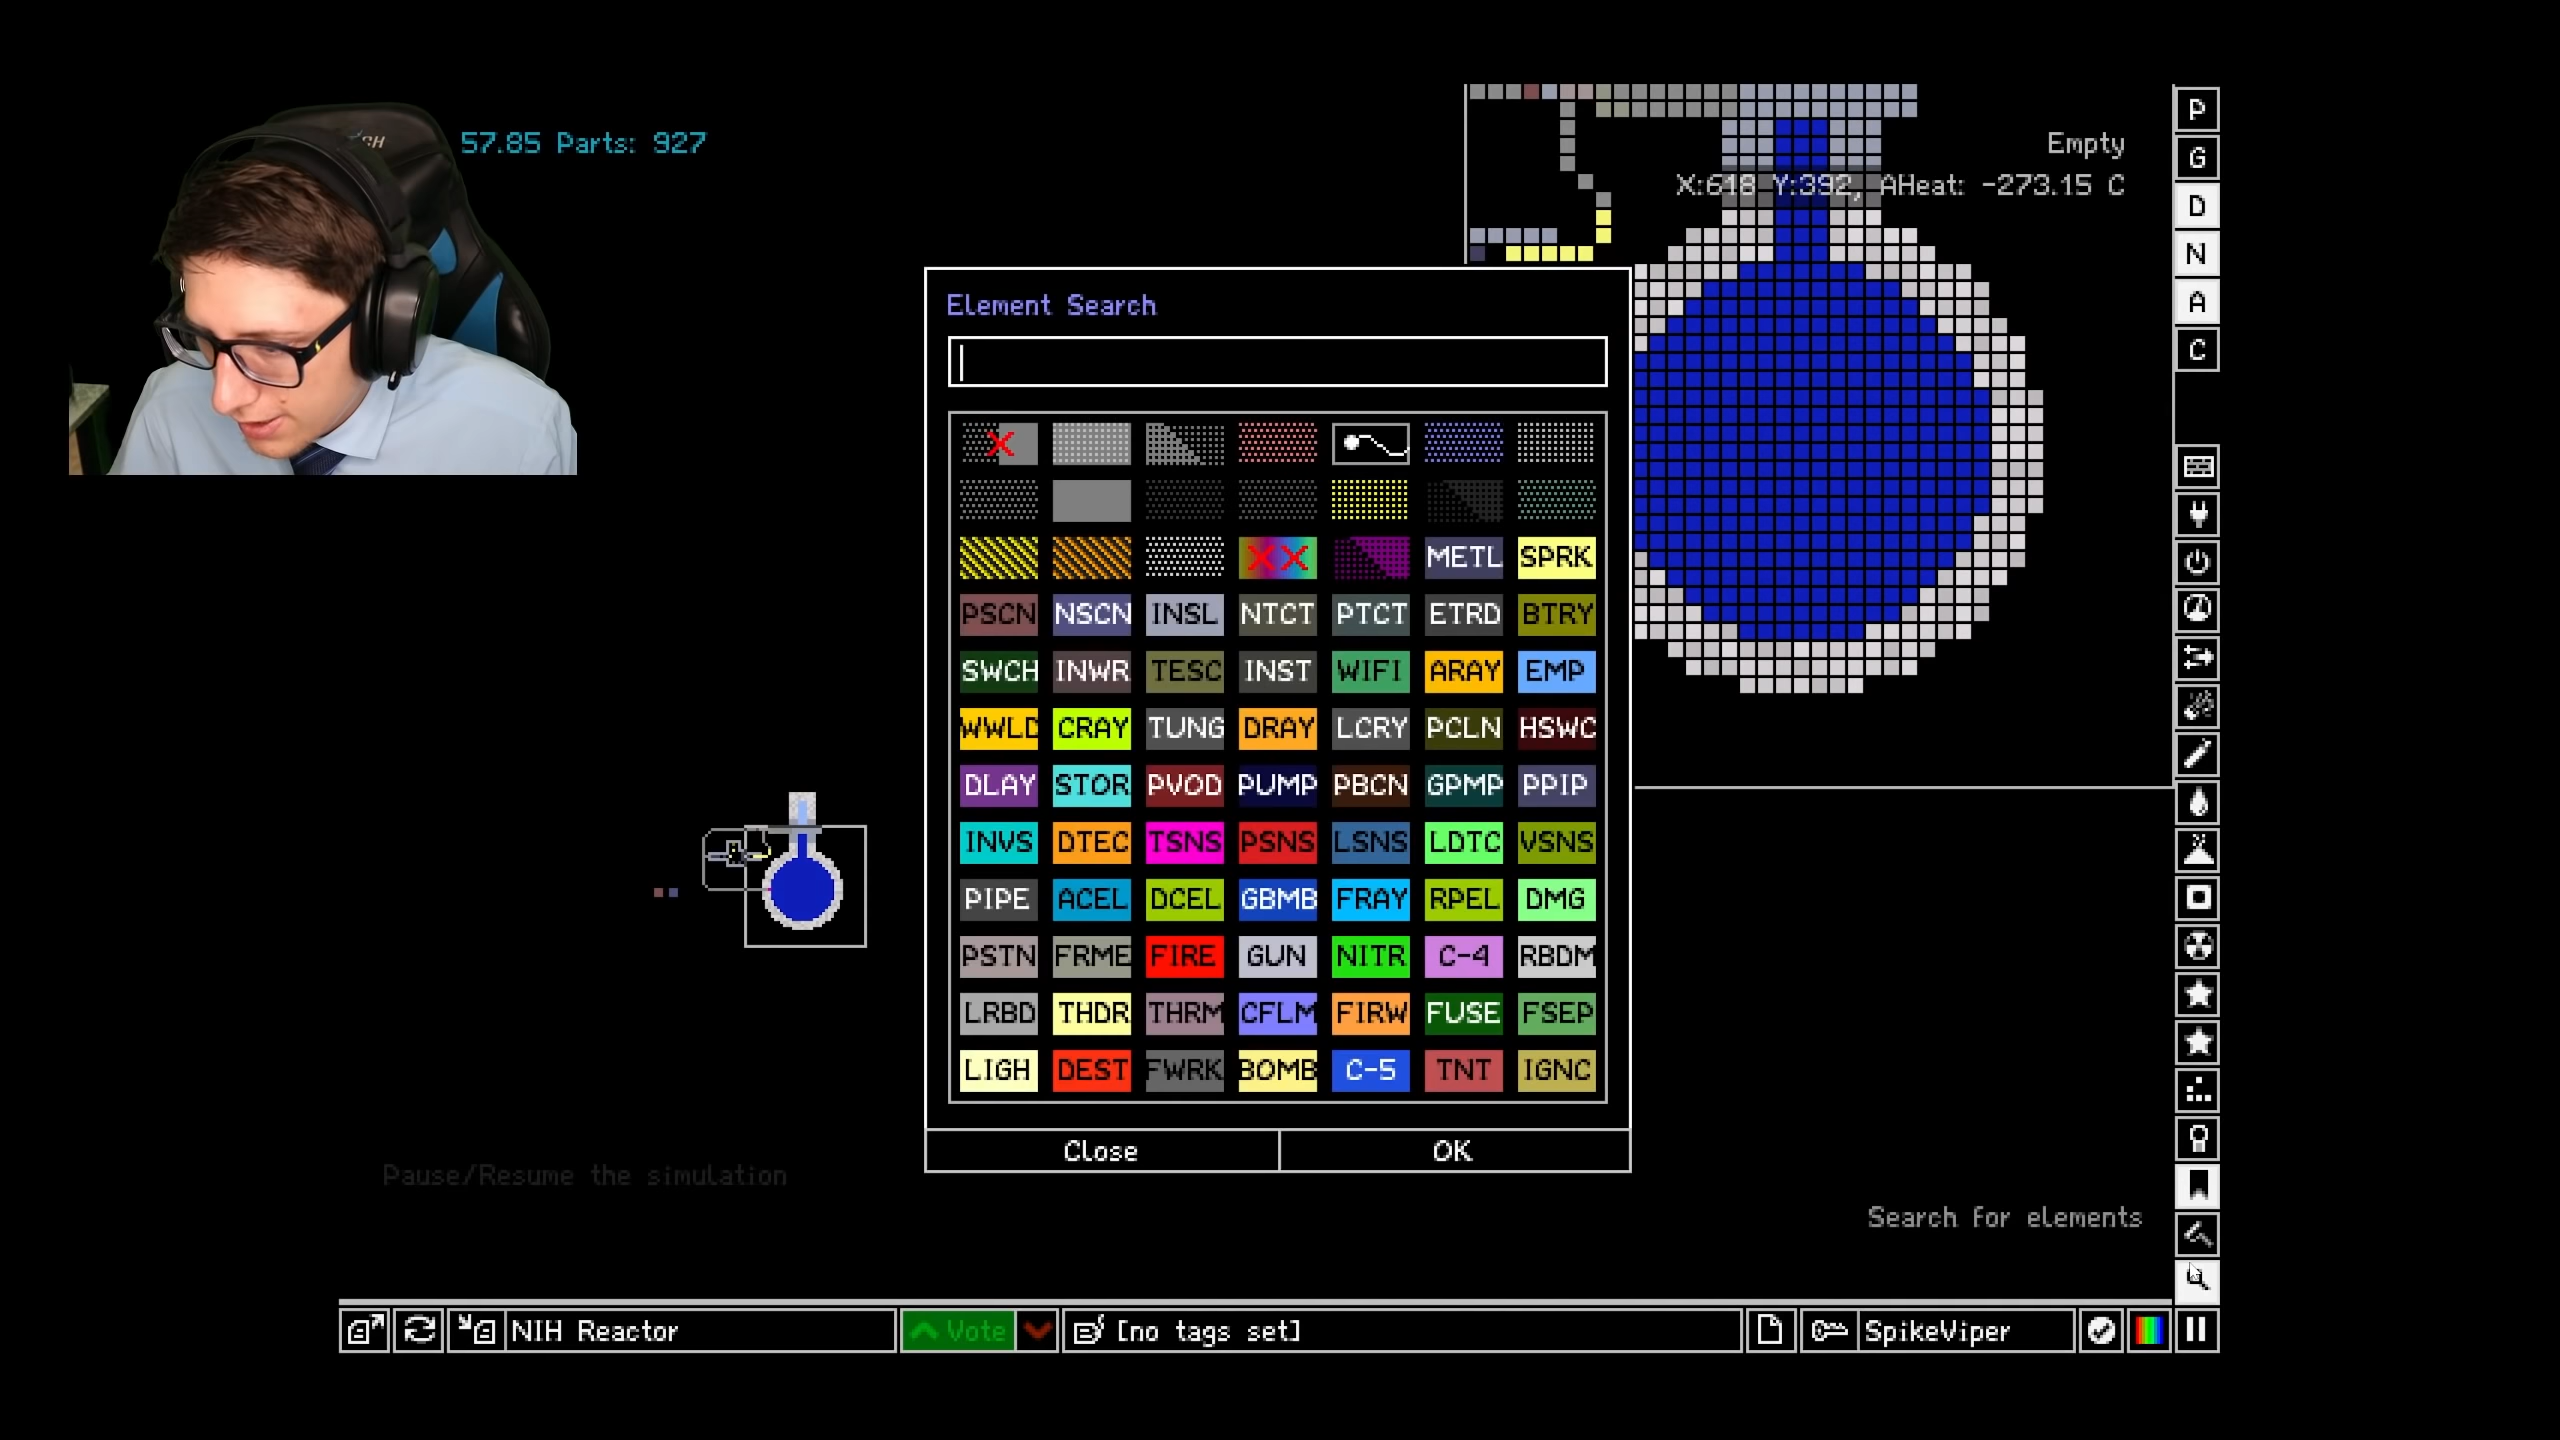 57.85 Parts: 927
Empty
X:618 Y:392, AHeat: -273.15 C
P
G
D
N
A
C
Element Search
METL SPRK
PSCN NSCN INSL NTCT PTCT ETRD BTRY
SWCH INWR TESC INST WIFI ARAY EMP
WWLD CRAY TUNG DRAY LCRY PCLN HSWC
DLAY STOR PVOD PUMP PBCN GPMP PPIP
INVS DTEC TSNS PSNS LSNS LDTC VSNS
PIPE ACEL DCEL GBMB FRAY RPEL DMG
PSTN FRME FIRE GUN NITR C-4 RBDM
LRBD THDR THRM CFLM FIRW FUSE FSEP
LIGH DEST FWRK BOMB C-5 TNT IGNC
Close OK
Pause/Resume the simulation
Search for elements
NIH Reactor Vote [no tags set] SpikeViper